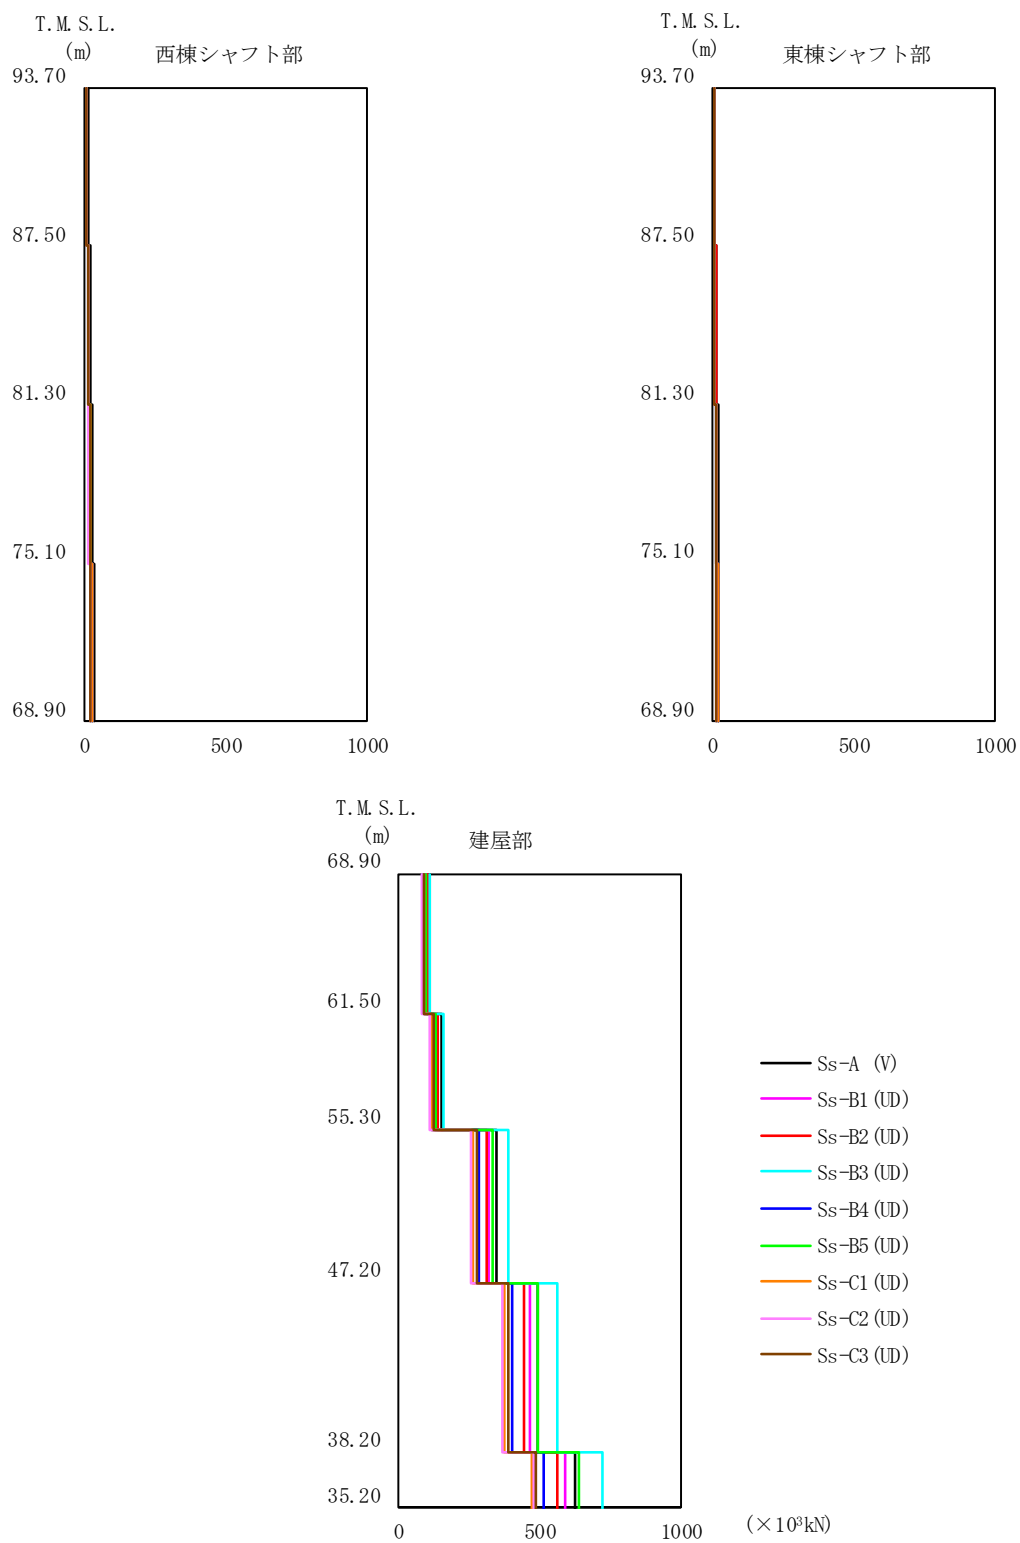 T.M.S.L.
(m)
西棟シャフト部
93.70
87.50
81.30
75.10
68.90
0 500 1000
T.M.S.L.
(m)
東棟シャフト部
93.70
87.50
81.30
75.10
68.90
0 500 1000
T.M.S.L.
(m)
建屋部
68.90
61.50
55.30
47.20
38.20
35.20
0 500 1000
(×10³kN)
Ss-A (V)
Ss-B1(UD)
Ss-B2(UD)
Ss-B3(UD)
Ss-B4(UD)
Ss-B5(UD)
Ss-C1(UD)
Ss-C2(UD)
Ss-C3(UD)